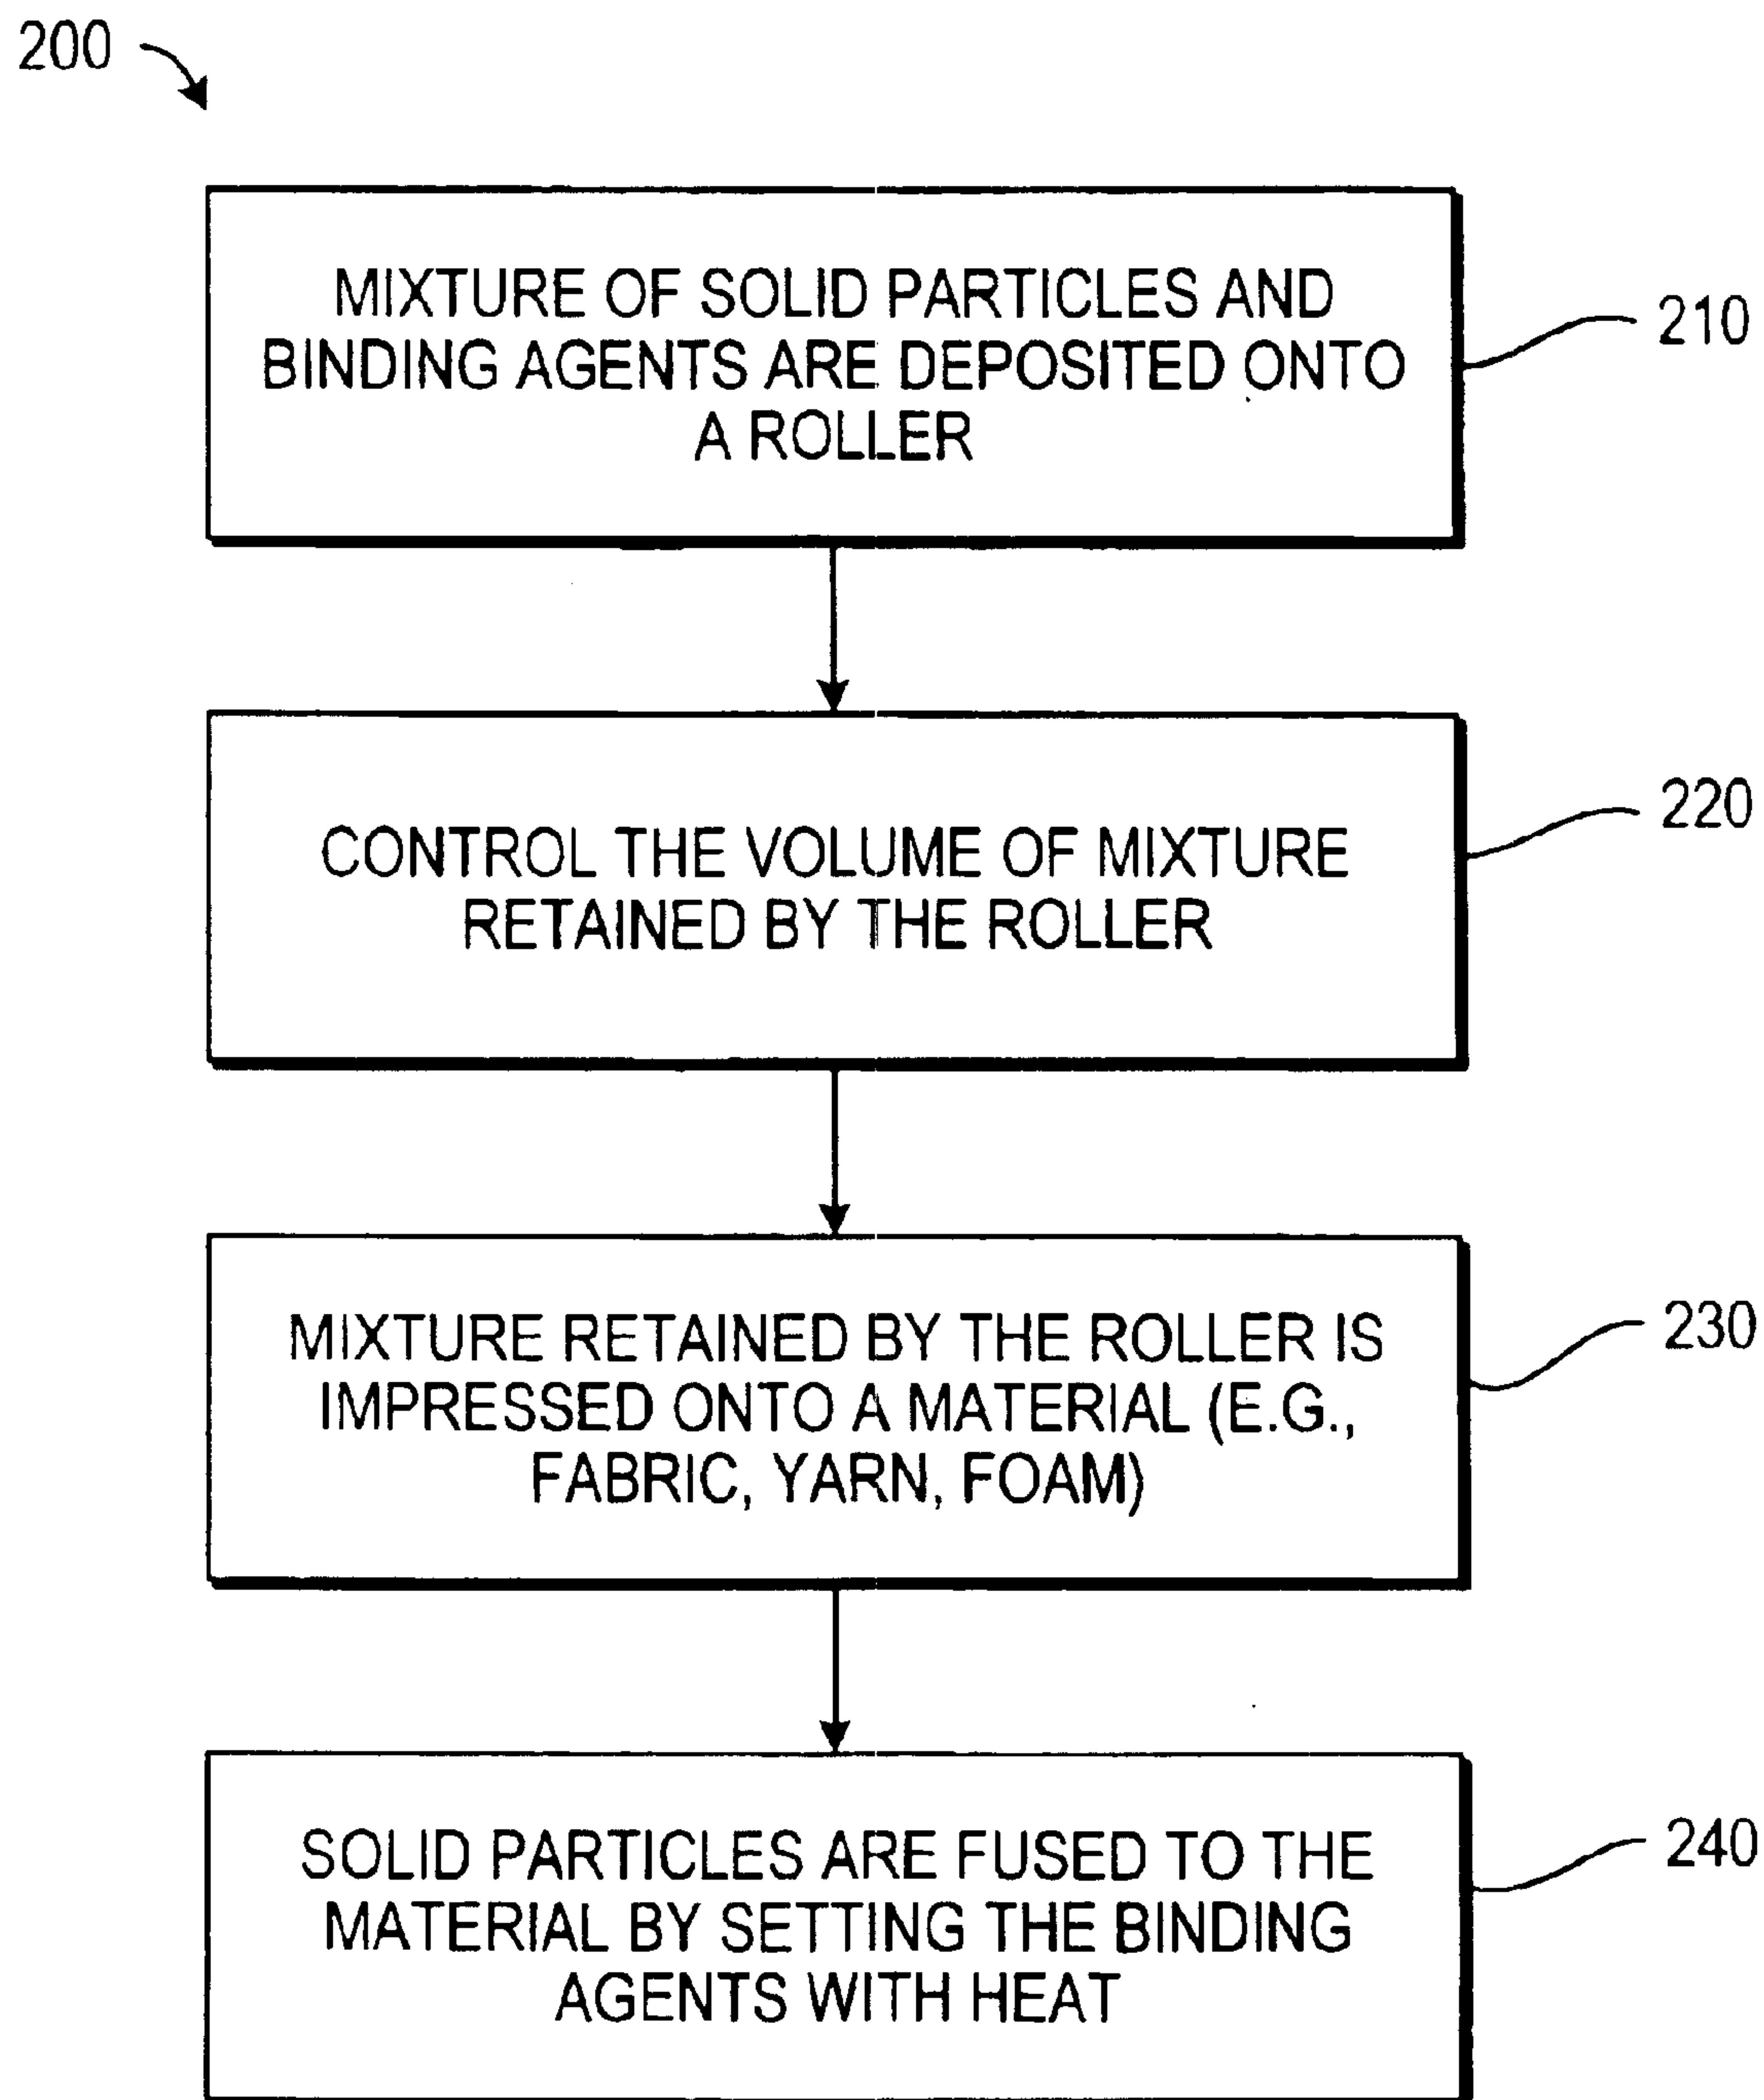 200
MIXTURE OF SOLID PARTICLES AND
BINDING AGENTS ARE DEPOSITED ONTO
A ROLLER
210
CONTROL THE VOLUME OF MIXTURE
RETAINED BY THE ROLLER
220
MIXTURE RETAINED BY THE ROLLER IS
IMPRESSED ONTO A MATERIAL (E.G.,
FABRIC, YARN, FOAM)
230
SOLID PARTICLES ARE FUSED TO THE
MATERIAL BY SETTING THE BINDING
AGENTS WITH HEAT
240